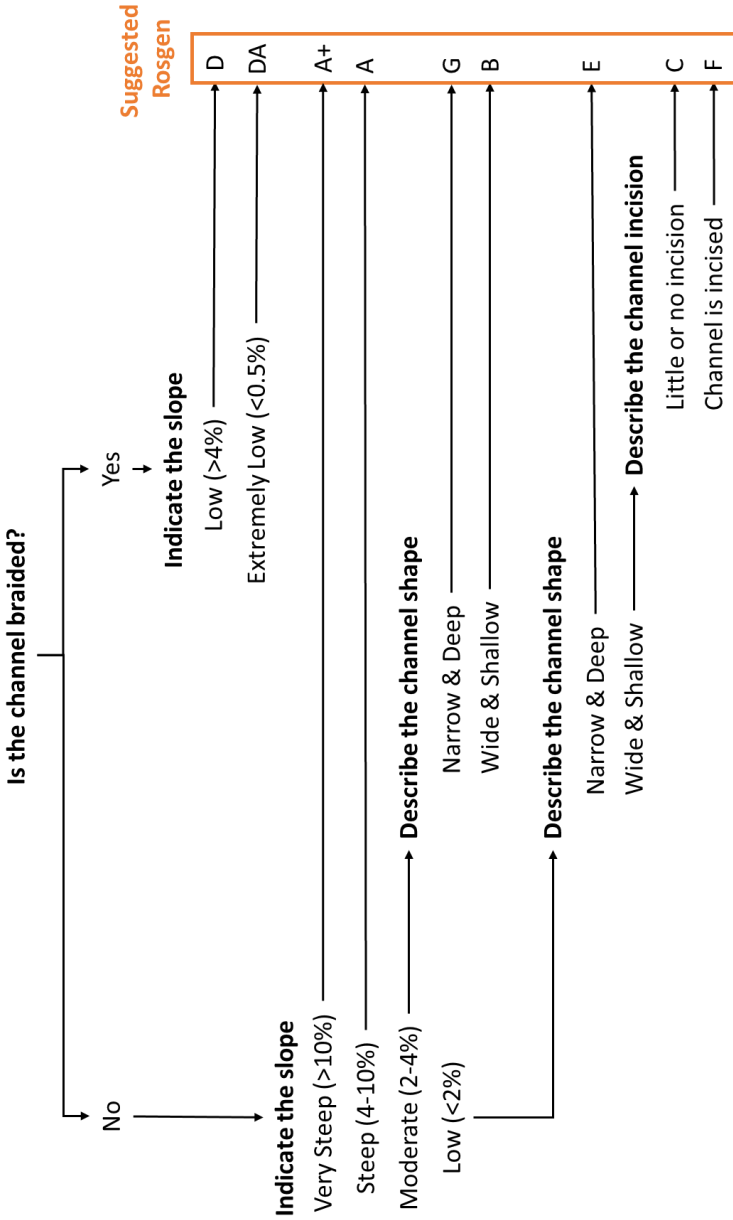 Is the channel braided?
No
Yes
Suggested
Rosgen
Indicate the slope
Low (>4%)
D
Extremely Low (<0.5%)
DA
Indicate the slope
Very Steep (>10%)
A+
Steep (4-10%)
A
Moderate (2-4%)
Describe the channel shape
Low (<2%)
Narrow & Deep
G
Wide & Shallow
B
Describe the channel shape
Narrow & Deep
E
Wide & Shallow
Describe the channel incision
Little or no incision
C
Channel is incised
F